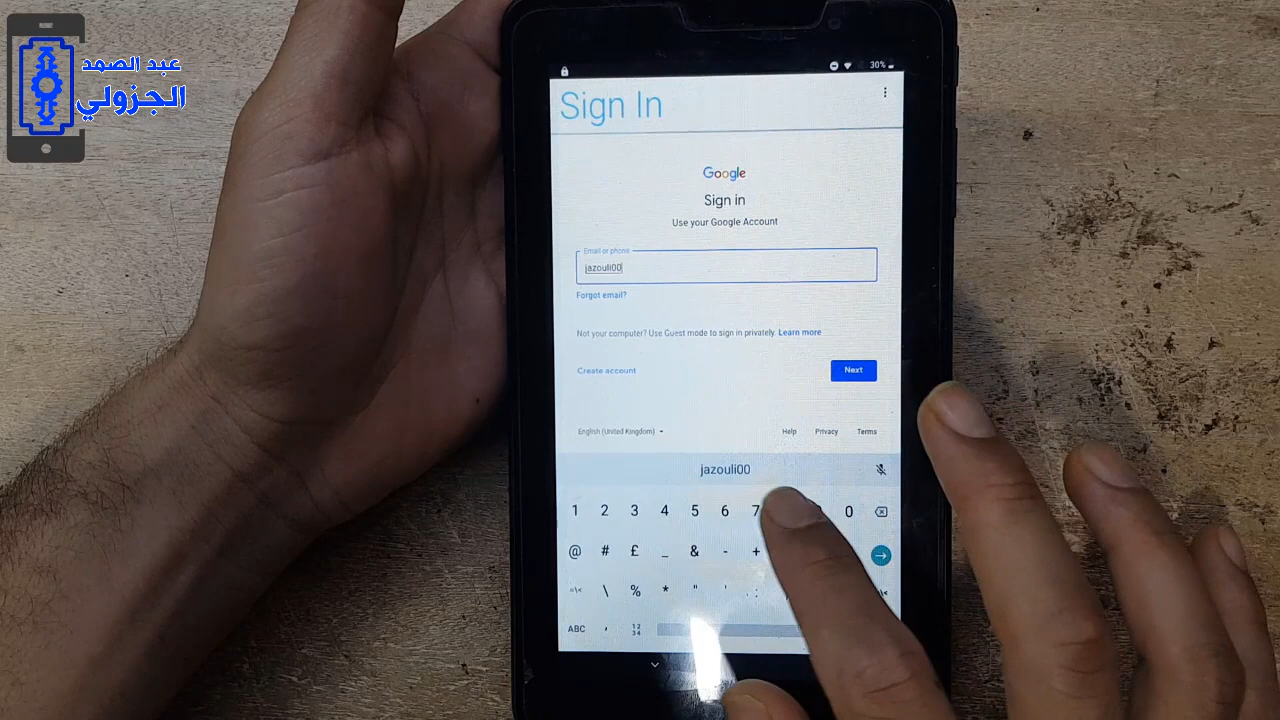 عبد الصمد
الجزولي
30%
Sign In
Google
Sign in
Use your Google Account
Email or phone
jazouli00
Forgot email?
Not your computer? Use Guest mode to sign in privately. Learn more
Create account
Next
English (United Kingdom)
Help Privacy Terms
jazouli00
1 2 3 4 5 6 7 0
@ # £ _ & - +
=\< \ % * " ' :
ABC , 12 34